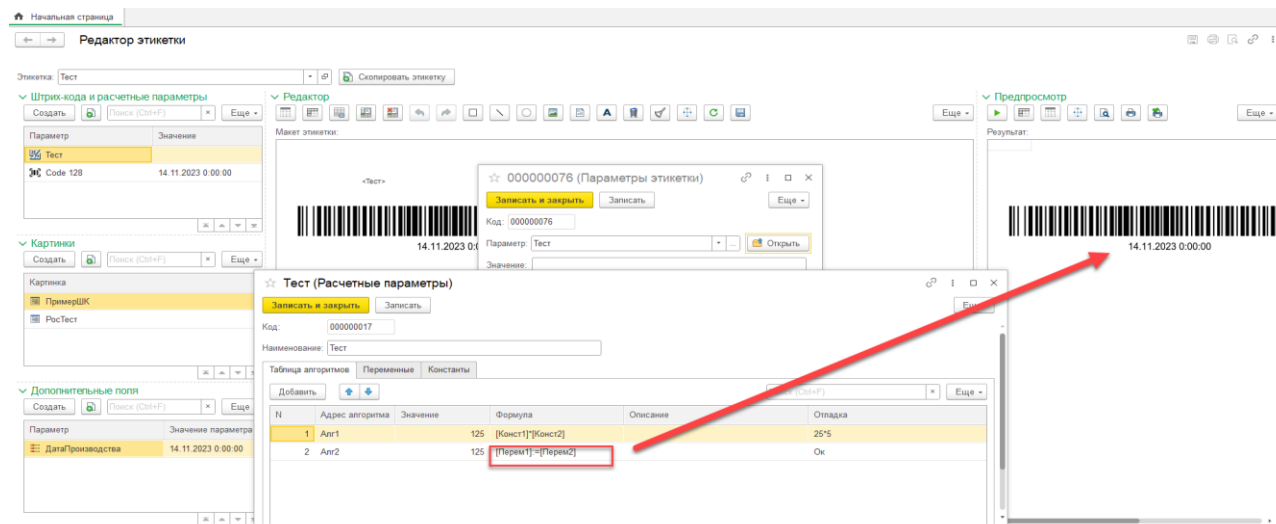 Начальная страница
Редактор этикетки
Этикетка: Тест
Скопировать этикетку
Штрих-кода и расчетные параметры
Создать Поиск (Ctrl+F) × Еще
Параметр Значение
Тест
Code 128 14.11.2023 0:00:00
Картинки
Создать Поиск (Ctrl+F) × Еще
Картинка
ПримерШК
РосТест
Дополнительные поля
Создать Поиск (Ctrl+F) × Еще
Параметр Значение параметра
ДатаПроизводства 14.11.2023 0:00:00
Редактор
A Еще
Макет этикетки:
<Тест>
14.11.2023 0:0
000000076 (Параметры этикетки)
Записать и закрыть Записать Еще
Код: 000000076
Параметр: Тест ... Открыть
Значение:
Тест (Расчетные параметры)
Записать и закрыть Записать
Код: 000000017
Наименование: Тест
Таблица алгоритмов Переменные Константы
Добавить (Ctrl+F) × Еще
N Адрес алгоритма Значение Формула Описание Отладка
1 Алг1 125 [Конст1]*[Конст2] 25*5
2 Алг2 125 [Перем1]:=[Перем2] Ок
Предпросмотр
Еще
Результат:
14.11.2023 0:00:00